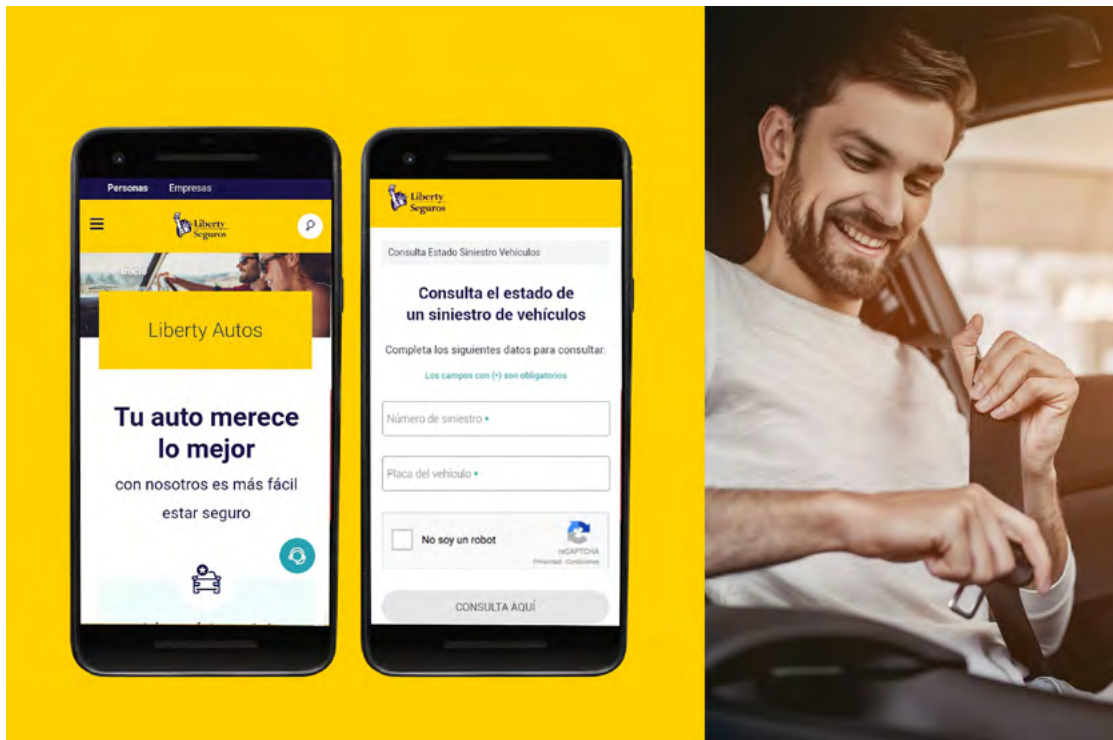 Personas Empresas
Liberty
Seguros
Inicio
Liberty Autos
Tu auto merece
lo mejor
con nosotros es más fácil
estar seguro
Liberty
Seguros
Consulta Estado Siniestro Vehículos
Consulta el estado de
un siniestro de vehículos
Completa los siguientes datos para consultar:
Los campos con (*) son obligatorios
Número de siniestro *
Placa del vehículo *
No soy un robot
reCAPTCHA
Privacidad - Condiciones
CONSULTA AQUÍ